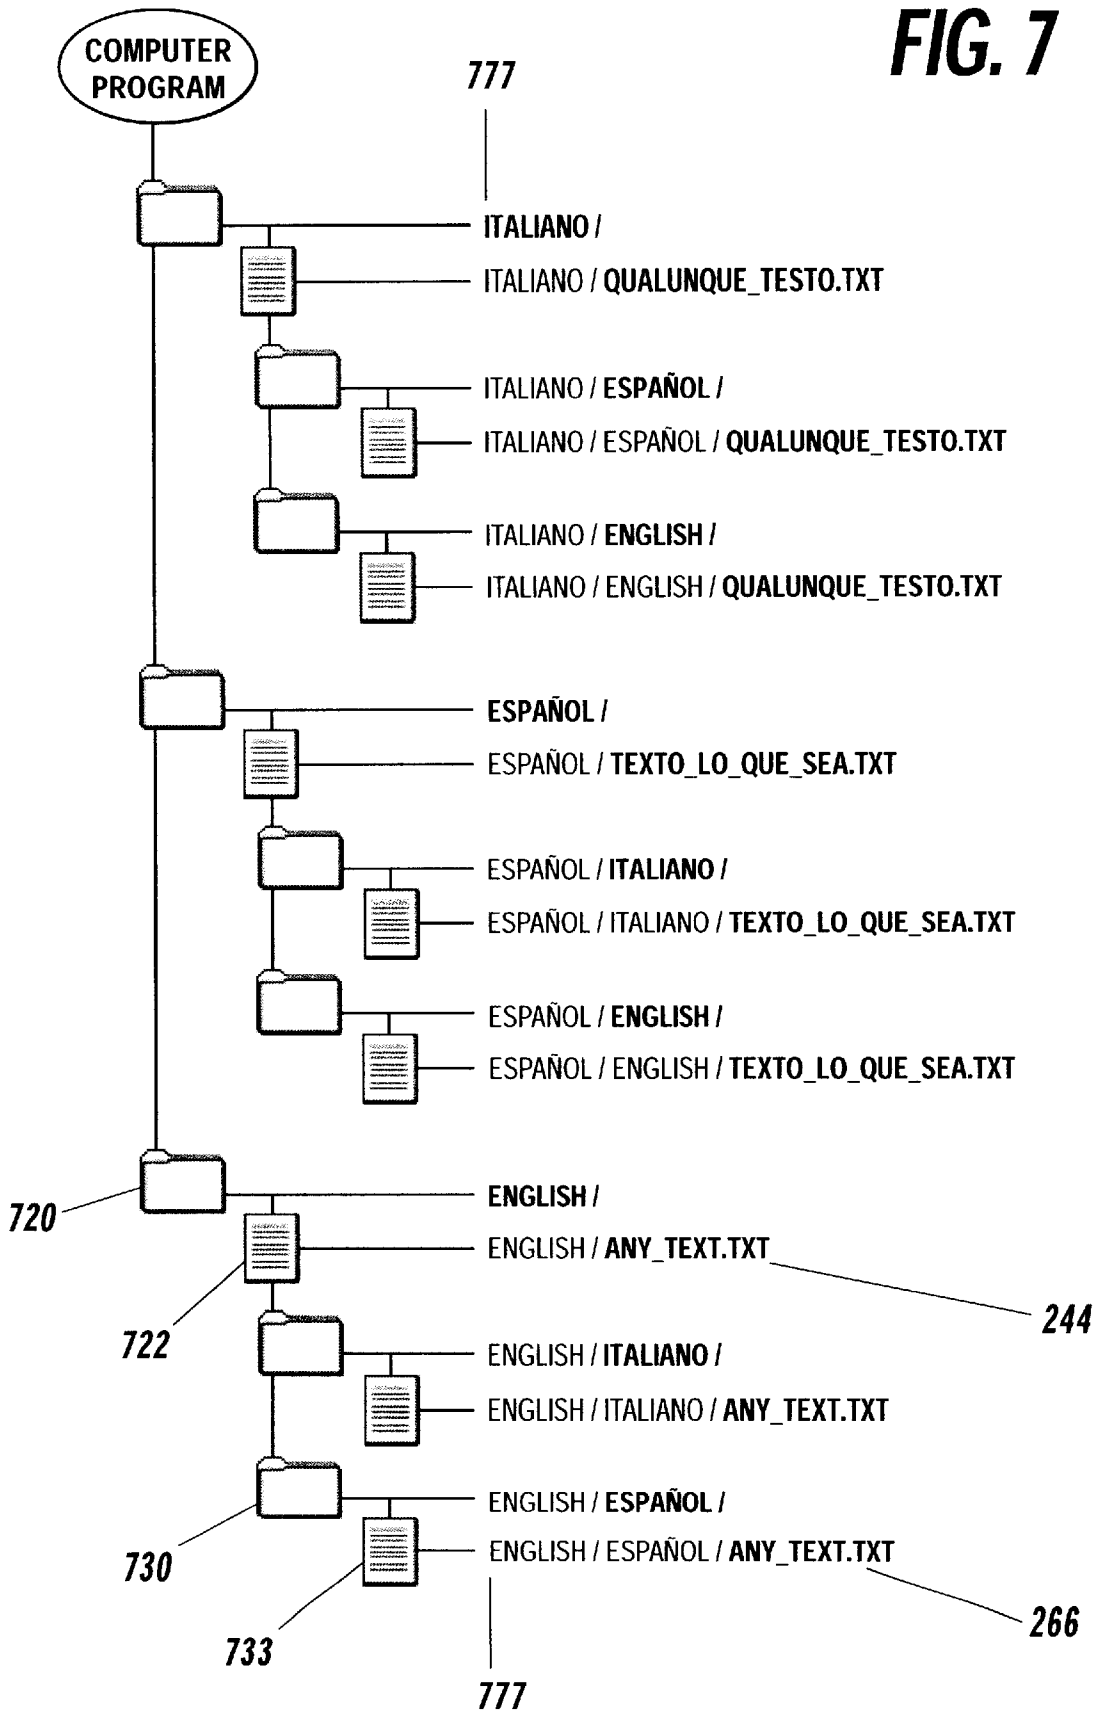 FIG. 7
COMPUTER
PROGRAM
777
ITALIANO /
ITALIANO / QUALUNQUE_TESTO.TXT
ITALIANO / ESPAÑOL /
ITALIANO / ESPAÑOL / QUALUNQUE_TESTO.TXT
ITALIANO / ENGLISH /
ITALIANO / ENGLISH / QUALUNQUE_TESTO.TXT
ESPAÑOL /
ESPAÑOL / TEXTO_LO_QUE_SEA.TXT
ESPAÑOL / ITALIANO /
ESPAÑOL / ITALIANO / TEXTO_LO_QUE_SEA.TXT
ESPAÑOL / ENGLISH /
ESPAÑOL / ENGLISH / TEXTO_LO_QUE_SEA.TXT
720
ENGLISH /
ENGLISH / ANY_TEXT.TXT
722
244
ENGLISH / ITALIANO /
ENGLISH / ITALIANO / ANY_TEXT.TXT
ENGLISH / ESPAÑOL /
730
ENGLISH / ESPAÑOL / ANY_TEXT.TXT
733
266
777